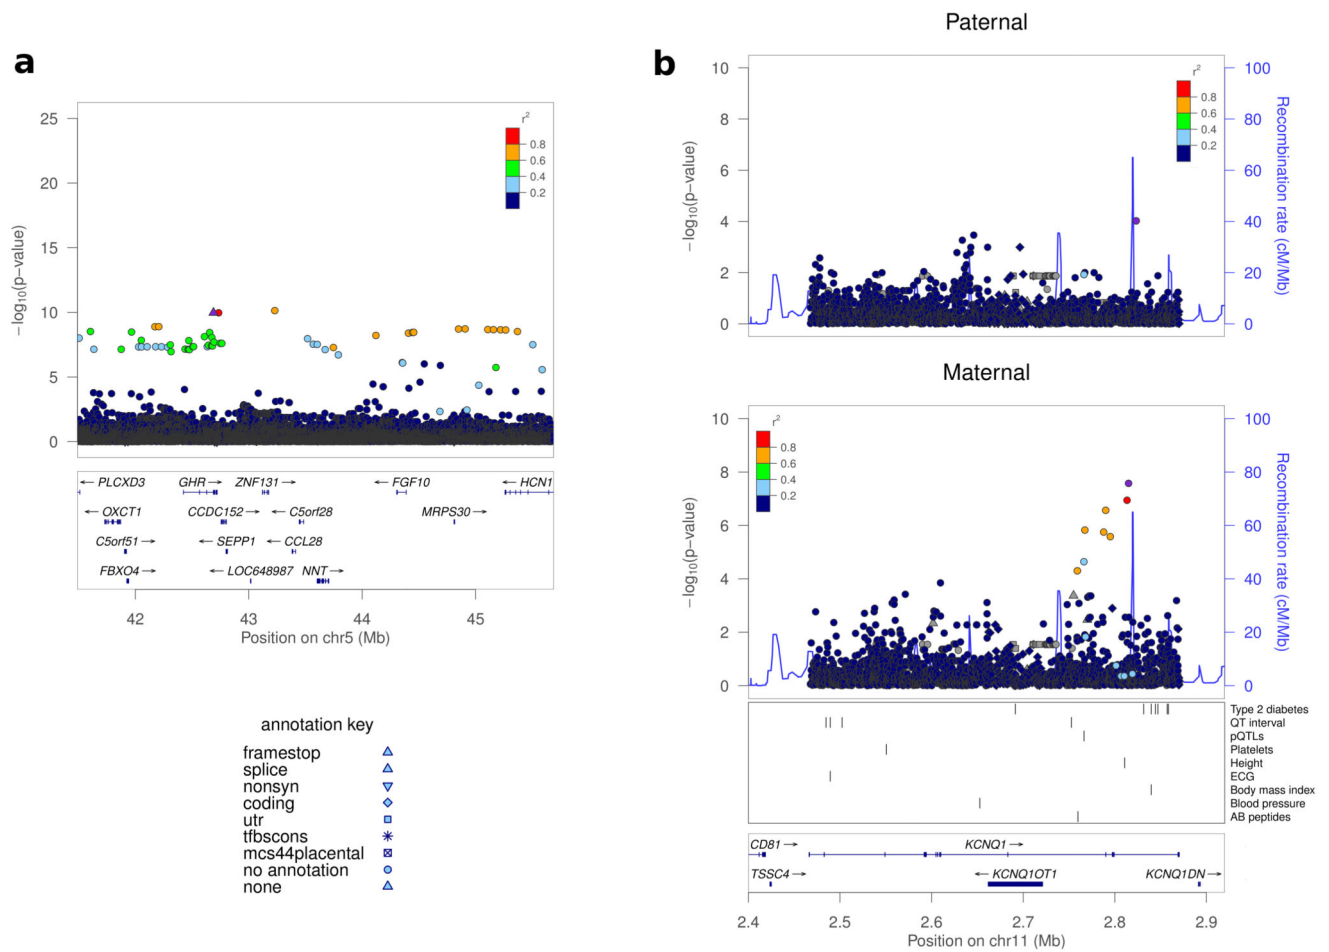 a
25
20
15
10
5
0
−log10(p−value)
r2
0.8
0.6
0.4
0.2
PLCXD3
GHR
ZNF131
FGF10
HCN1
OXCT1
CCDC152
C5orf28
MRPS30
C5orf51
SEPP1
CCL28
FBXO4
LOC648987
NNT
42
43
44
45
Position on chr5 (Mb)
annotation key
framestop
splice
nonsyn
coding
utr
tfbscons
mcs44placental
no annotation
none
b
Paternal
10
8
6
4
2
0
−log10(p−value)
r2
0.8
0.6
0.4
0.2
100
80
60
40
20
0
Recombination rate (cM/Mb)
Maternal
10
8
6
4
2
0
−log10(p−value)
r2
0.8
0.6
0.4
0.2
100
80
60
40
20
0
Recombination rate (cM/Mb)
Type 2 diabetes
QT interval
pQTLs
Platelets
Height
ECG
Body mass index
Blood pressure
AB peptides
CD81
KCNQ1
TSSC4
KCNQ1OT1
KCNQ1DN
2.4
2.5
2.6
2.7
2.8
2.9
Position on chr11 (Mb)